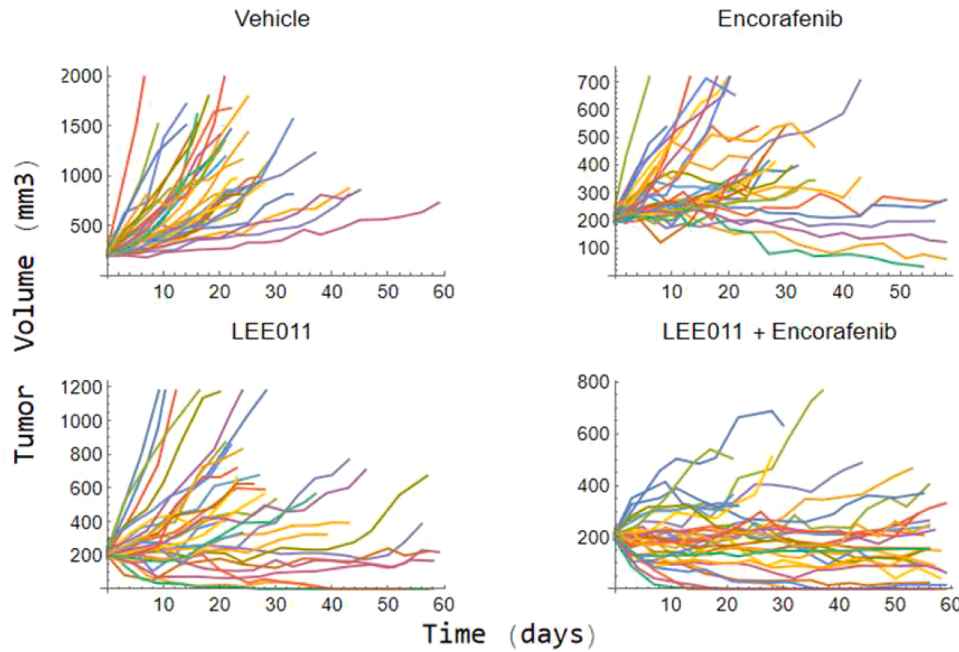 Vehicle
Encorafenib
2000
1500
1000
500
10 20 30 40 50 60
700
600
500
400
300
200
100
10 20 30 40 50
LEE011
LEE011 + Encorafenib
1200
1000
800
600
400
200
10 20 30 40 50 60
800
600
400
200
10 20 30 40 50 60
Tumor Volume (mm3)
Time (days)